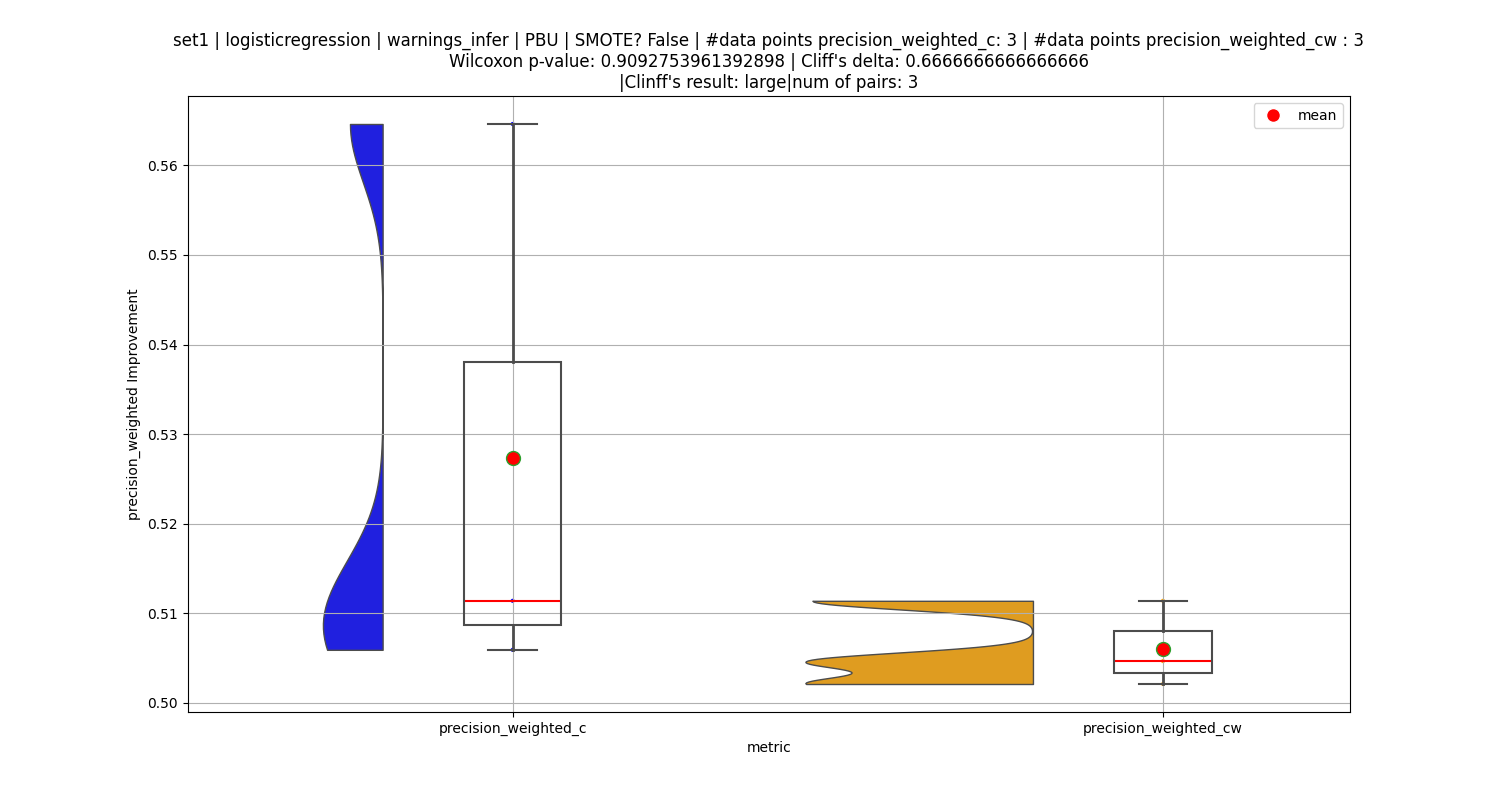 set1 | logisticregression | warnings_infer | PBU | SMOTE? False | #data points precision_weighted_c: 3 | #data points precision_weighted_cw : 3
Wilcoxon p-value: 0.9092753961392898 | Cliff's delta: 0.6666666666666666
|Clinff's result: large|num of pairs: 3
mean
0.56
0.55
0.54
0.53
0.52
0.51
0.50
precision_weighted Improvement
precision_weighted_c
precision_weighted_cw
metric